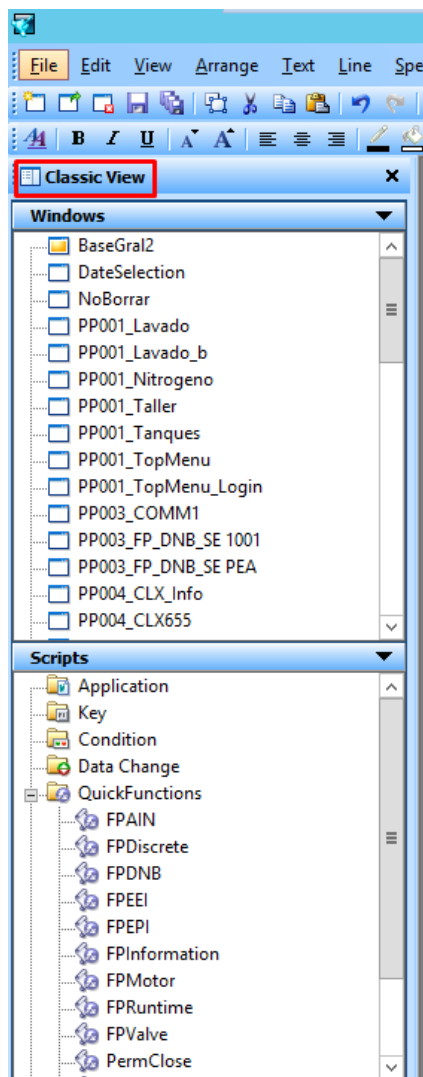 File Edit View Arrange Text Line Spe
A B I U A A
Classic View
Windows
BaseGral2
DateSelection
NoBorrar
PP001_Lavado
PP001_Lavado_b
PP001_Nitrogeno
PP001_Taller
PP001_Tanques
PP001_TopMenu
PP001_TopMenu_Login
PP003_COMM1
PP003_FP_DNB_SE 1001
PP003_FP_DNB_SE PEA
PP004_CLX_Info
PP004_CLX655
Scripts
Application
Key
Condition
Data Change
QuickFunctions
FPAIN
FPDiscrete
FPDNB
FPEEI
FPEPI
FPInformation
FPMotor
FPRuntime
FPValve
PermClose